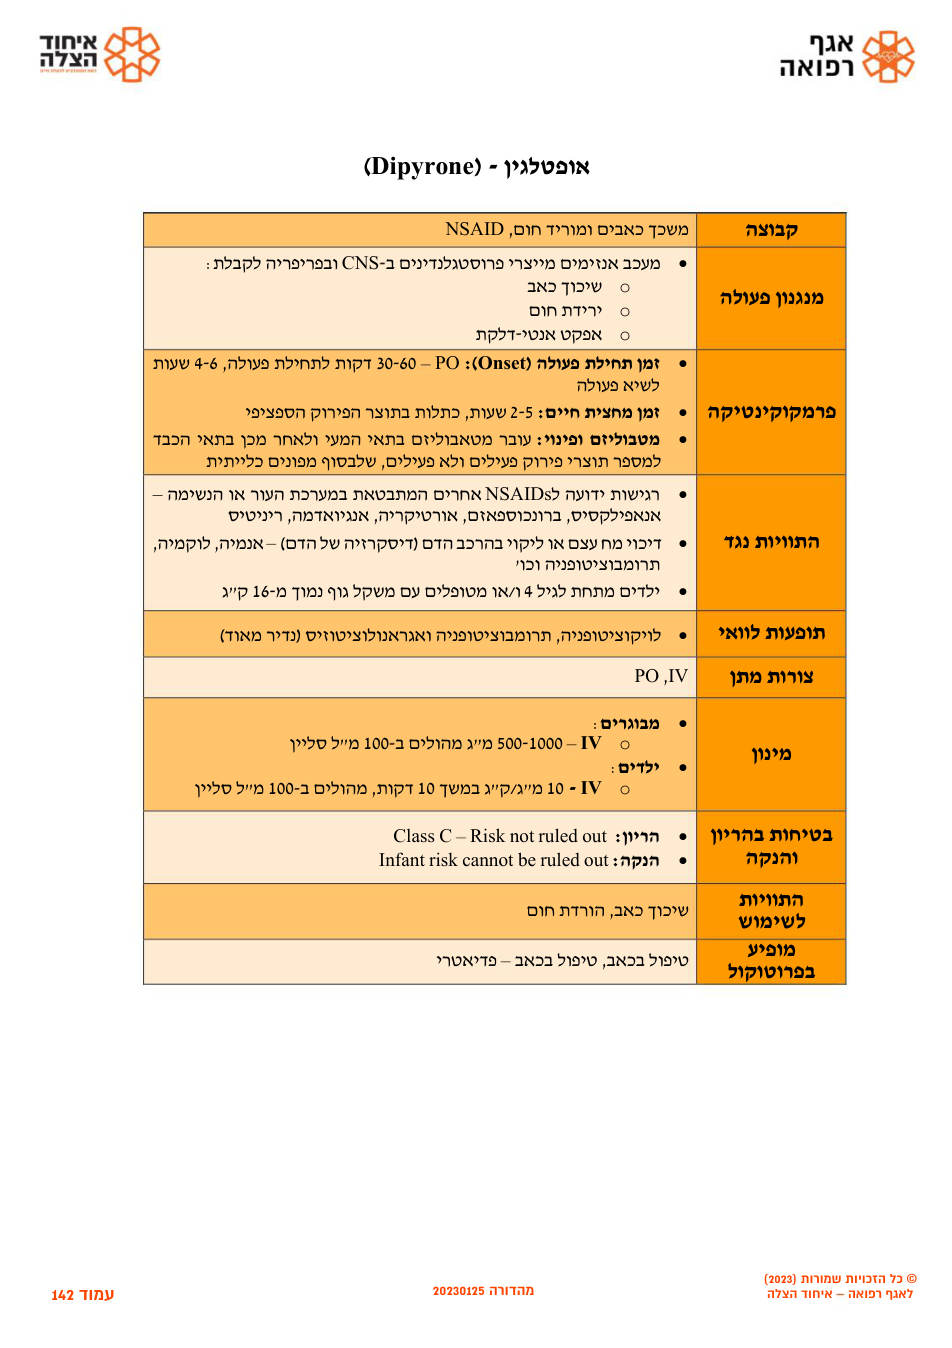 אגף
רפואה
איחוד
הצלה
אופטלגין - (Dipyrone)
קבוצה
משכך כאבים ומוריד חום, NSAID
מנגנון פעולה
• מעכב אנזימים מייצרי פרוסטגלנדינים ב-CNS ובפריפריה לקבלת:
o שיכוך כאב
o ירידת חום
o אפקט אנטי-דלקת
פרמקוקינטיקה
• זמן תחילת פעולה (Onset): PO – 30-60 דקות לתחילת פעולה, 4-6 שעות
לשיא פעולה
• זמן מחצית חיים: 2-5 שעות, כתלות בתוצר הפירוק הספציפי
• מטבוליזם ופינוי: עובר מטאבוליזם בתאי המעי ולאחר מכן בתאי הכבד
למספר תוצרי פירוק פעילים ולא פעילים, שלבסוף מפונים כלייתית
התוויות נגד
• רגישות ידועה לNSAIDs אחרים המתבטאת במערכת העור או הנשימה –
אנאפילקסיס, ברונכוספאזם, אורטיקריה, אנגיואדמה, ריניטיס
• דיכוי מח עצם או ליקוי בהרכב הדם (דיסקרזיה של הדם) – אנמיה, לוקמיה,
תרומבוציטופניה וכו'
• ילדים מתחת לגיל 4 ו/או מטופלים עם משקל גוף נמוך מ-16 ק"ג
תופעות לוואי
• לויקוציטופניה, תרומבוציטופניה ואגראנולוציטוזיס (נדיר מאוד)
צורות מתן
PO ,IV
מינון
• מבוגרים:
o IV – 500-1000 מ"ג מהולים ב-100 מ"ל סליין
• ילדים:
o IV - 10 מ"ג/ק"ג במשך 10 דקות, מהולים ב-100 מ"ל סליין
בטיחות בהריון
והנקה
• הריון: Class C – Risk not ruled out
• הנקה: Infant risk cannot be ruled out
התוויות
לשימוש
שיכוך כאב, הורדת חום
מופיע
בפרוטוקול
טיפול בכאב, טיפול בכאב – פדיאטרי
© כל הזכויות שמורות (2023)
לאגף רפואה – איחוד הצלה
מהדורה 20230125
עמוד 142